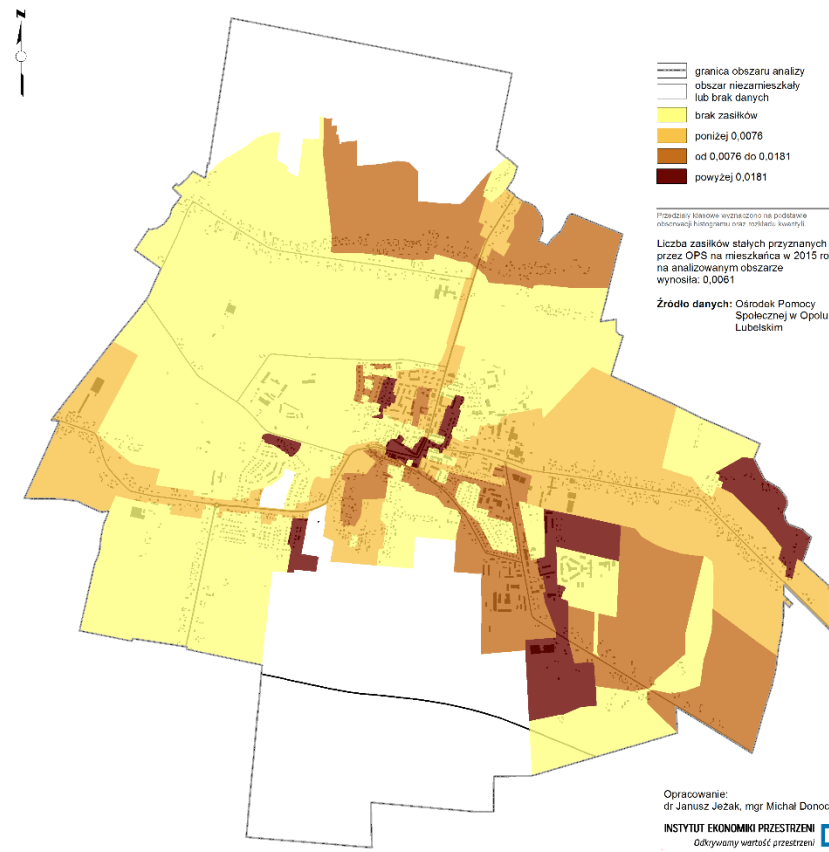 N
granica obszaru analizy
obszar niezamieszkały
lub brak danych
brak zasiłków
poniżej 0,0076
od 0,0076 do 0,0181
powyżej 0,0181
Przedziały klasowe wyznaczono na podstawie
obserwacji histogramu oraz rozkładu kwantyli.
Liczba zasiłków stałych przyznanych
przez OPS na mieszkańca w 2015 ro
na analizowanym obszarze
wynosiła: 0,0061
Źródło danych: Ośrodek Pomocy
Społecznej w Opolu
Lubelskim
Opracowanie:
dr Janusz Jeżak, mgr Michał Donoc
INSTYTUT EKONOMIKI PRZESTRZENI
Odkrywamy wartość przestrzeni